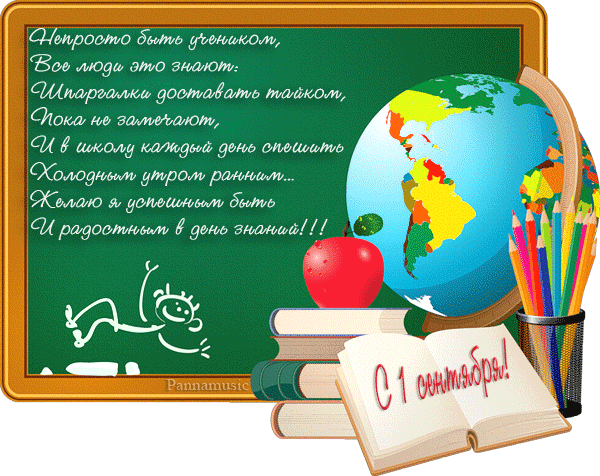 Непросто быть учеником,
Все люди это знают:
Шпаргалки доставать тайком,
Пока не замечают,
И в школу каждый день спешить
Холодным утром ранним...
Желаю я успешным быть
И радостным в день знаний!!!
С 1 сентября!
Pannamusic